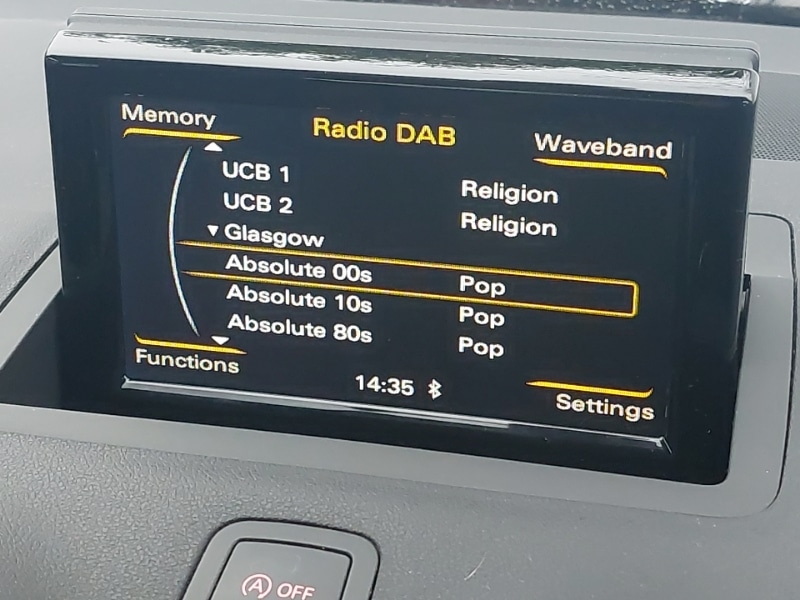 Memory
Radio DAB
Waveband
UCB 1 Religion
UCB 2 Religion
Glasgow
Absolute 00s Pop
Absolute 10s Pop
Absolute 80s Pop
Functions
14:35
Settings
A OFF